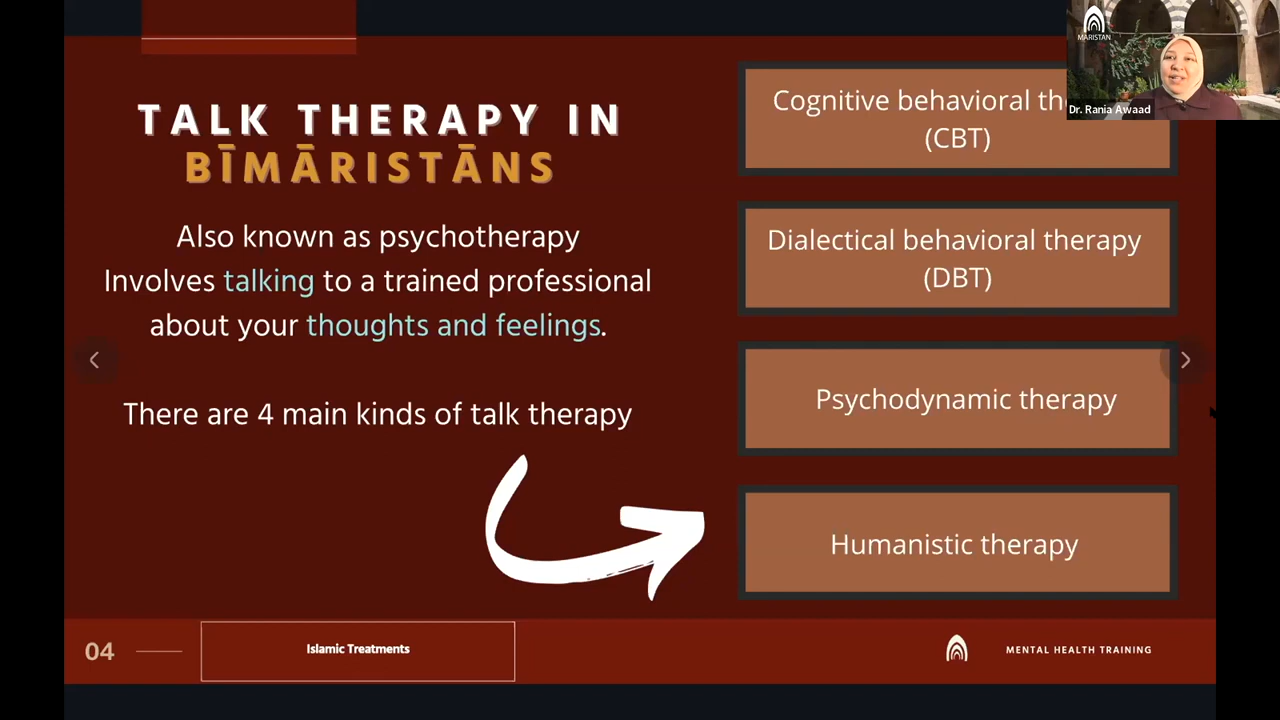 TALK THERAPY IN
BĪMĀRISTĀNS
Also known as psychotherapy
Involves talking to a trained professional
about your thoughts and feelings.
There are 4 main kinds of talk therapy
Cognitive behavioral th
(CBT)
Dialectical behavioral therapy
(DBT)
Psychodynamic therapy
Humanistic therapy
MARISTAN
Dr. Rania Awaad
04
Islamic Treatments
MENTAL HEALTH TRAINING